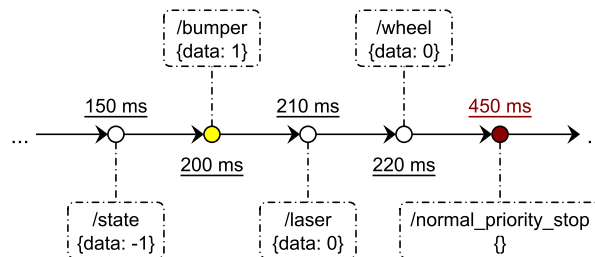 /bumper
{data: 1}
/wheel
{data: 0}
150 ms
210 ms
450 ms
...
.
200 ms
220 ms
/state
{data: -1}
/laser
{data: 0}
/normal_priority_stop
{}